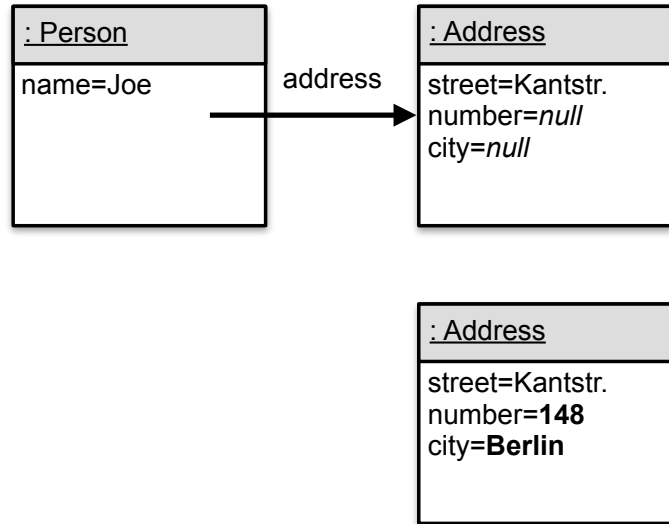 : Person
name=Joe
address
: Address
street=Kantstr.
number=null
city=null
: Address
street=Kantstr.
number=148
city=Berlin